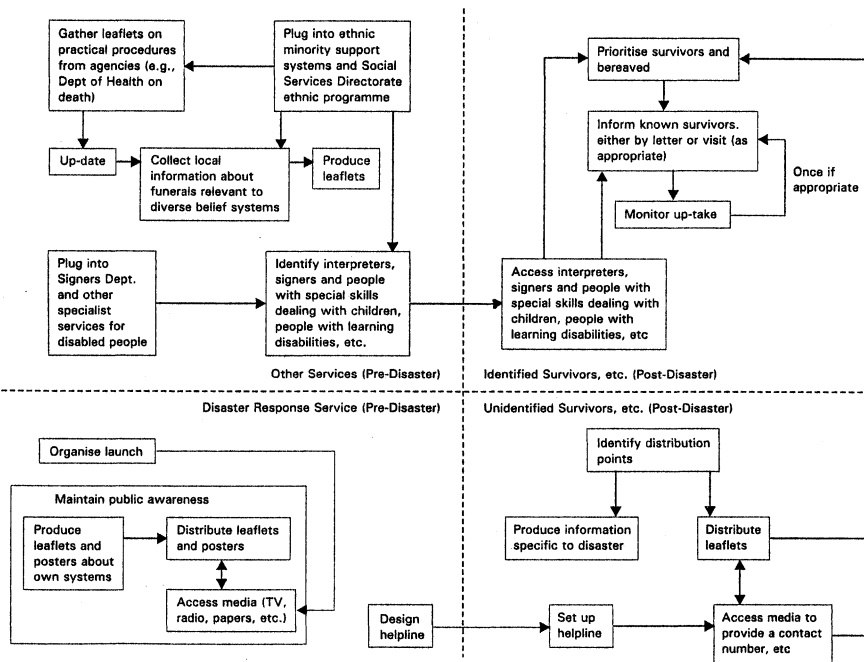 Gather leaflets on
practical procedures
from agencies (e.g.,
Dept of Health on
death)
Plug into ethnic
minority support
systems and Social
Services Directorate
ethnic programme
Up-date
Collect local
information about
funerals relevant to
diverse belief systems
Produce
leaflets
Plug into
Signers Dept.
and other
specialist
services for
disabled people
Identify interpreters,
signers and people
with special skills
dealing with children,
people with learning
disabilities, etc.
Other Services (Pre-Disaster)
Prioritise survivors and
bereaved
Inform known survivors.
either by letter or visit (as
appropriate)
Once if
appropriate
Monitor up-take
Access interpreters,
signers and people with
special skills dealing with
children, people with
learning disabilities, etc
Identified Survivors, etc. (Post-Disaster)
Disaster Response Service (Pre-Disaster)
Organise launch
Maintain public awareness
Produce
leaflets and
posters about
own systems
Distribute leaflets
and posters
Access media (TV,
radio, papers, etc.)
Design
helpline
Unidentified Survivors, etc. (Post-Disaster)
Identify distribution
points
Produce information
specific to disaster
Distribute
leaflets
Set up
helpline
Access media to
provide a contact
number, etc